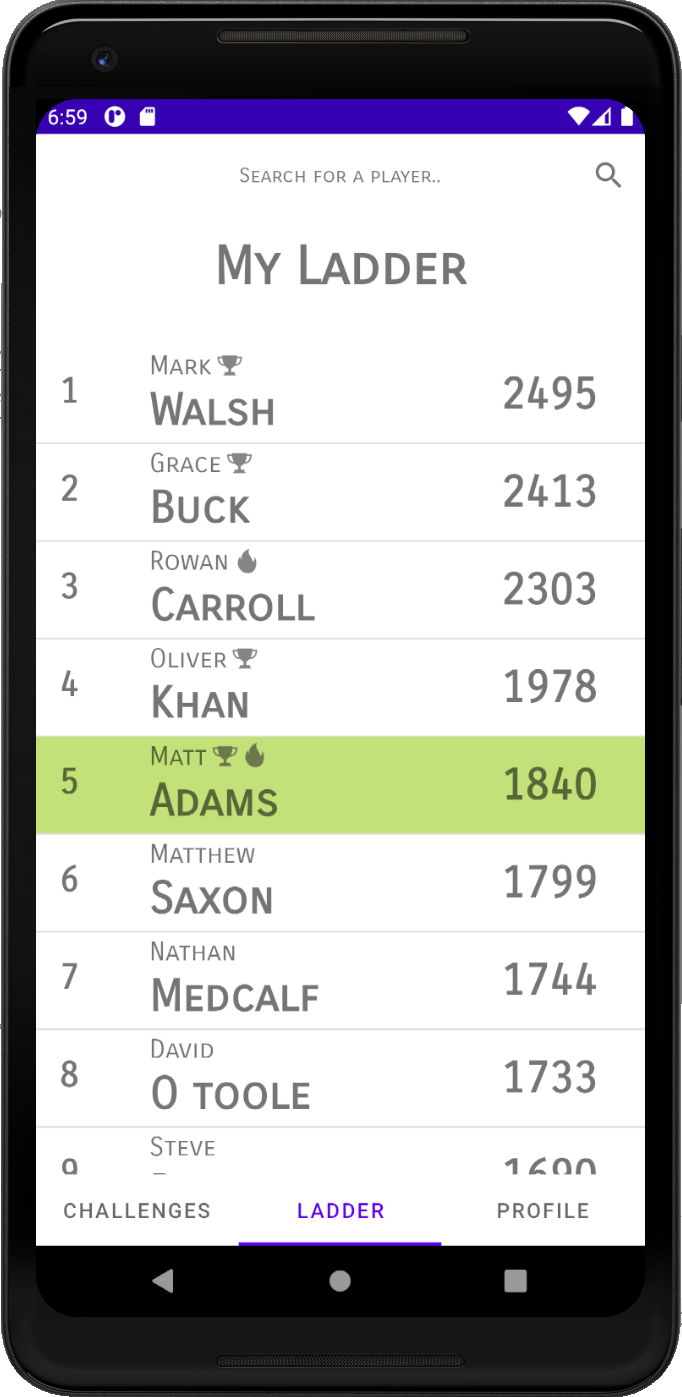 6:59
Search for a player..
My Ladder
1
Mark
Walsh
2495
2
Grace
Buck
2413
3
Rowan
Carroll
2303
4
Oliver
Khan
1978
5
Matt
Adams
1840
6
Matthew
Saxon
1799
7
Nathan
Medcalf
1744
8
David
O toole
1733
9
Steve
1690
CHALLENGES
LADDER
PROFILE